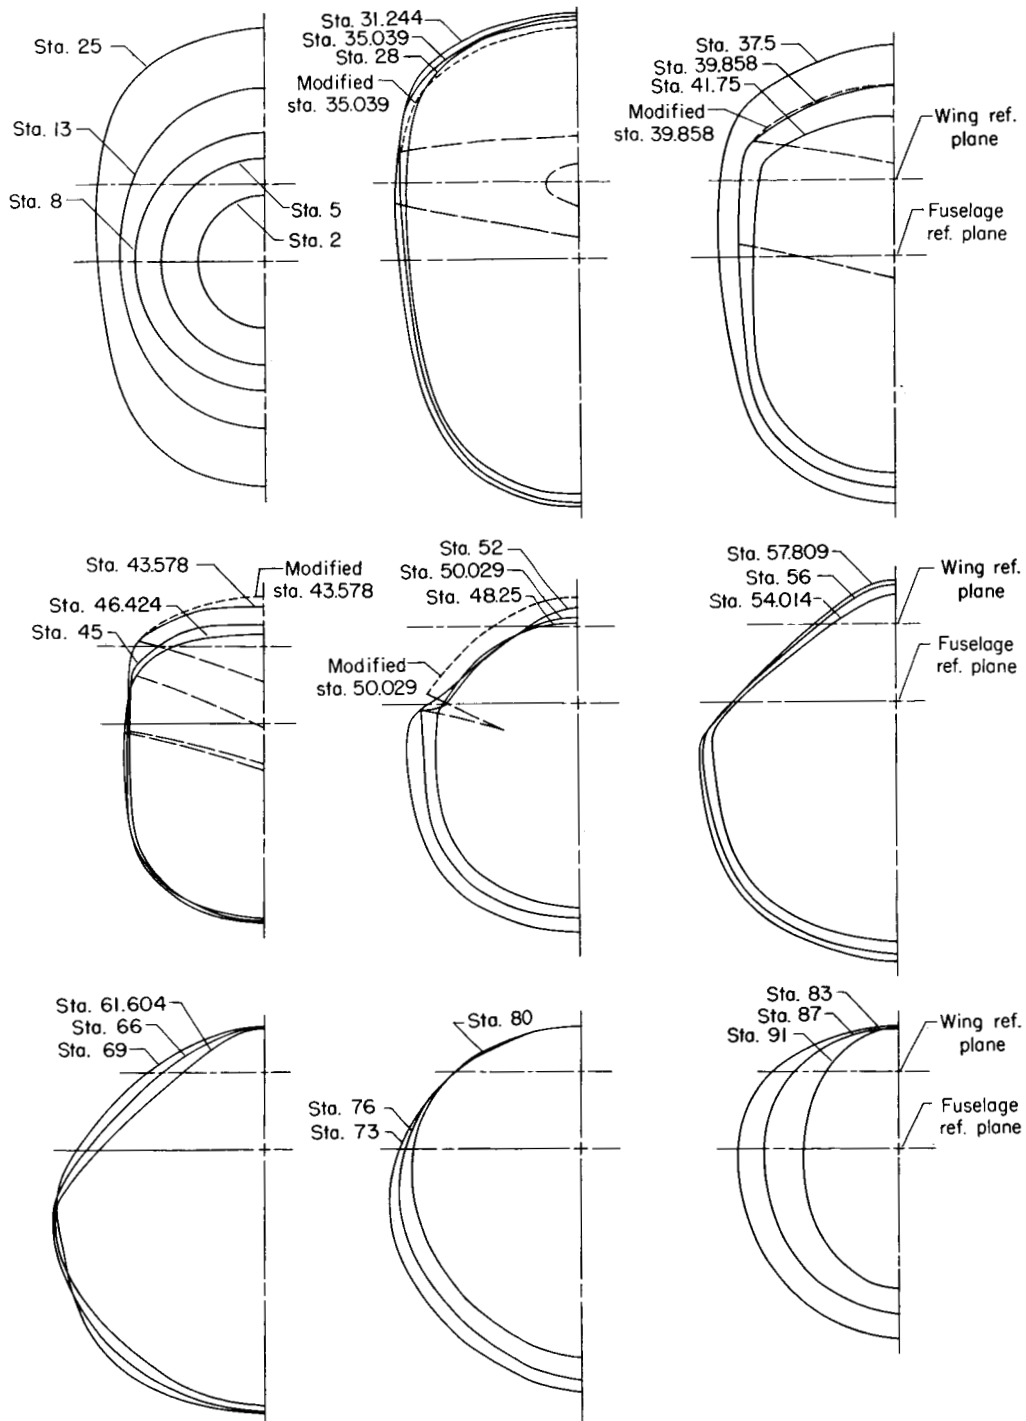 Sta. 25
Sta. 13
Sta. 8
Sta. 5
Sta. 2
Sta. 31.244
Sta. 35.039
Sta. 28
Modified
sta. 35.039
Sta. 37.5
Sta. 39.858
Sta. 41.75
Modified
sta. 39.858
Wing ref.
plane
Fuselage
ref. plane
Sta. 43.578
Sta. 46.424
Sta. 45
Modified
sta. 43.578
Sta. 52
Sta. 50.029
Sta. 48.25
Modified
sta. 50.029
Sta. 57.809
Sta. 56
Sta. 54.014
Wing ref.
plane
Fuselage
ref. plane
Sta. 61.604
Sta. 66
Sta. 69
Sta. 80
Sta. 76
Sta. 73
Sta. 83
Sta. 87
Sta. 91
Wing ref.
plane
Fuselage
ref. plane